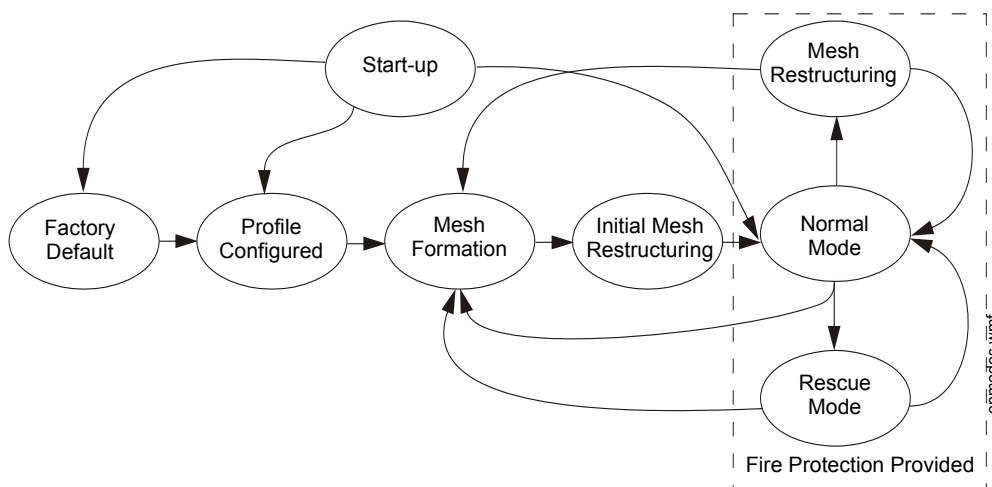 Start-up
Mesh
Restructuring
Factory
Default
Profile
Configured
Mesh
Formation
Initial Mesh
Restructuring
Normal
Mode
Rescue
Mode
Fire Protection Provided